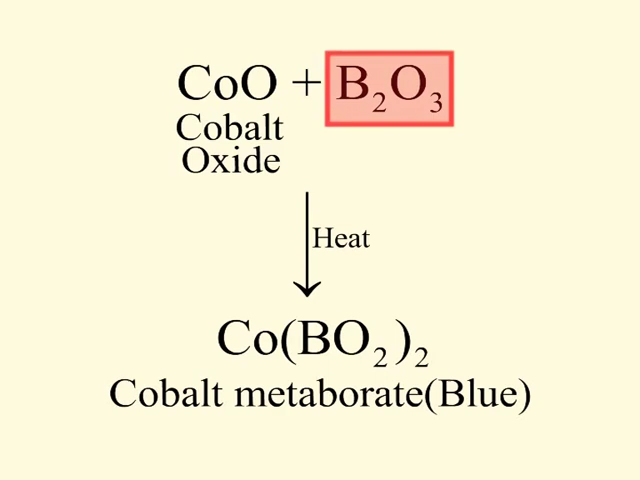 CoO + B₂O₃
Cobalt
Oxide
Heat
Co(BO₂)₂
Cobalt metaborate(Blue)